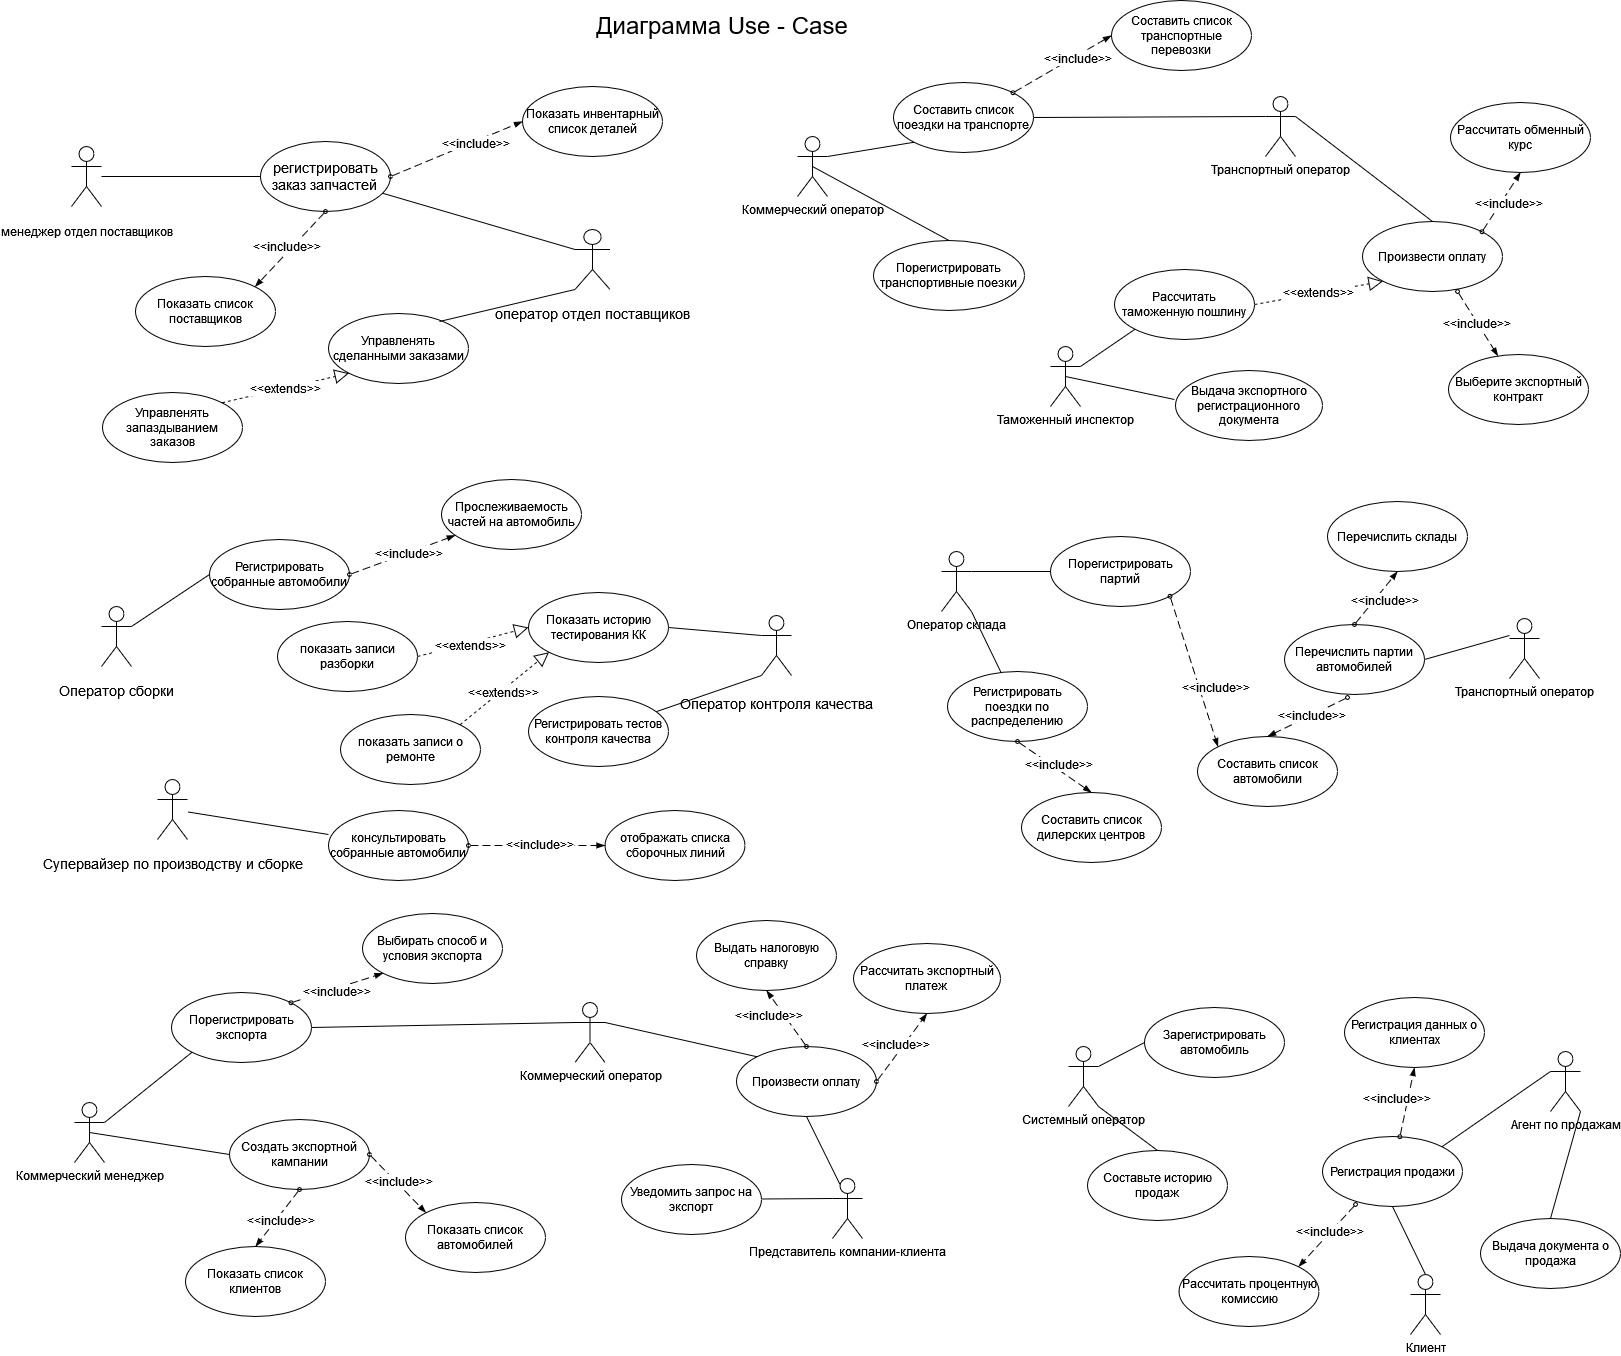 Диаграмма Use - Case
Показать инвентарный
список деталей
<<include>>
регистрировать
заказ запчастей
менеджер отдел поставщиков
<<include>>
Показать список
поставщиков
оператор отдел поставщиков
Управленять
сделанными заказами
<<extends>>
Управленять
запаздыванием
заказов
Составить список
транспортные
перевозки
<<include>>
Составить список
поездки на транспорте
Транспортный оператор
Коммерческий оператор
Порегистрировать
транспортивные поезки
Рассчитать обменный
курс
<<include>>
Произвести оплату
<<extends>>
Рассчитать
таможенную пошлину
<<include>>
Выберите экспортный
контракт
Таможенный инспектор
Выдача экспортного
регистрационного
документа
Прослеживаемость
частей на автомобиль
<<include>>
Регистрировать
собранные автомобили
Оператор сборки
показать записи
разборки
<<extends>>
Показать историю
тестирования КК
<<extends>>
показать записи о
ремонте
Регистрировать тестов
контроля качества
Оператор контроля качества
Супервайзер по производству и сборке
консультировать
собранные автомобили
<<include>>
отображать списка
сборочных линий
Оператор склада
Порегистрировать
партий
Перечислить склады
<<include>>
Перечислить партии
автомобилей
Транспортный оператор
<<include>>
<<include>>
Регистрировать
поездки по
распределению
<<include>>
Составить список
автомобили
Составить список
дилерских центров
Выбирать способ и
условия экспорта
<<include>>
Порегистрировать
экспорта
Коммерческий оператор
Выдать налоговую
справку
Рассчитать экспортный
платеж
<<include>>
<<include>>
Произвести оплату
Коммерческий менеджер
Создать экспортной
кампании
<<include>>
<<include>>
Показать список
автомобилей
Показать список
клиентов
Уведомить запрос на
экспорт
Представитель компании-клиента
Системный оператор
Зарегистрировать
автомобиль
Составьте историю
продаж
Регистрация данных о
клиентах
<<include>>
Агент по продажам
Регистрация продажи
<<include>>
Рассчитать процентную
комиссию
Выдача документа о
продажа
Клиент